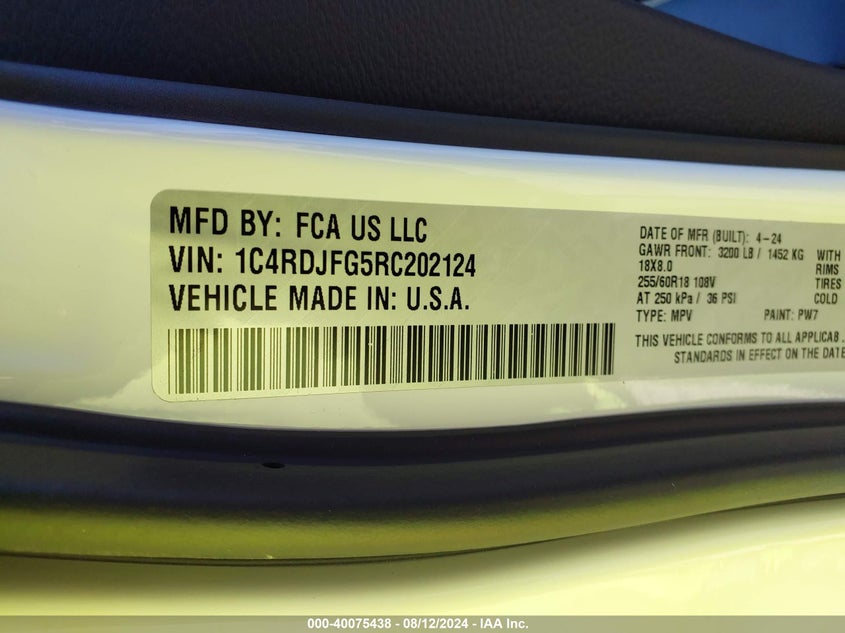 MFD BY: FCA US LLC
VIN: 1C4RDJFG5RC202124
VEHICLE MADE IN: U.S.A.
DATE OF MFR (BUILT): 4-24
GAWR FRONT: 3200 LB / 1452 KG WITH
18X8.0 RIMS
255/60R18 108V TIRES
AT 250 kPa / 36 PSI COLD
TYPE: MPV PAINT: PW7
THIS VEHICLE CONFORMS TO ALL APPLICAB
STANDARDS IN EFFECT ON THE DATE
000-40075438 - 08/12/2024 - IAA Inc.